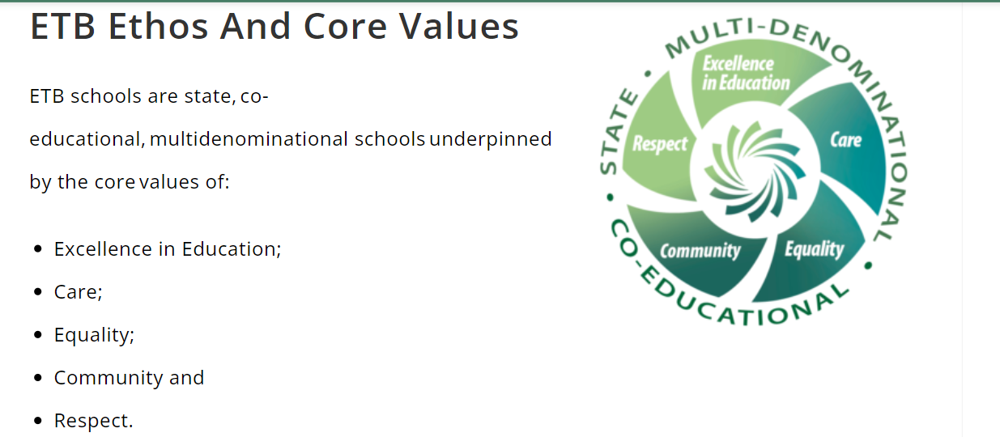 ETB Ethos And Core Values
ETB schools are state, co-
educational, multidenominational schools underpinned
by the core values of:
Excellence in Education;
Care;
Equality;
Community and
Respect.
STATE • MULTI-DENOMINATIONAL • CO-EDUCATIONAL •
Excellence
in Education
Care
Equality
Community
Respect